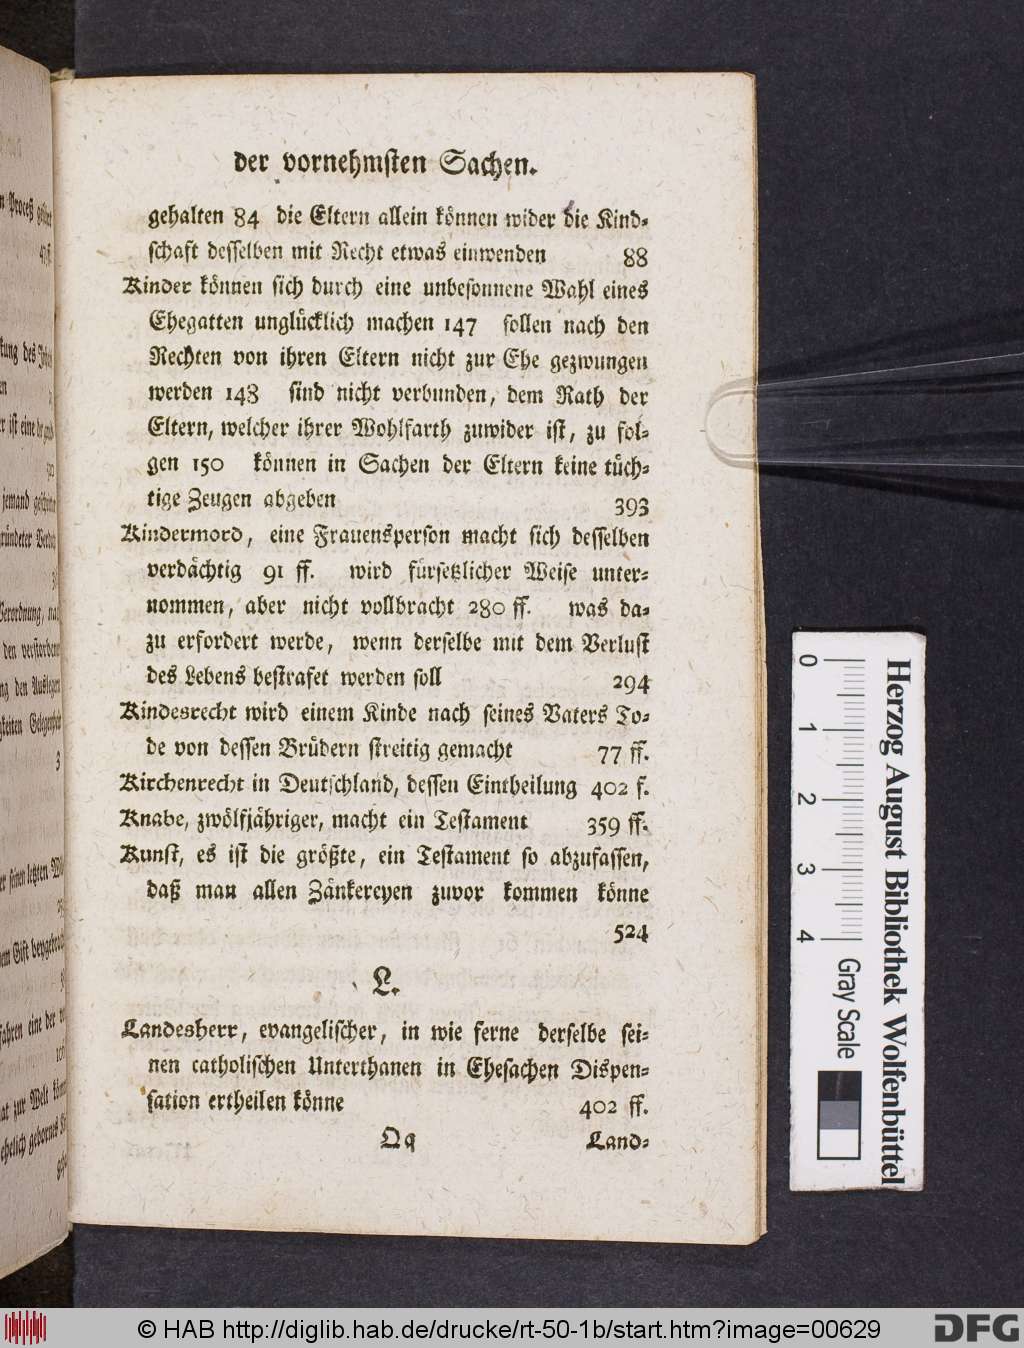 der vornehmsten Sachen.
gehalten 84 die Eltern allein können wider die Kind-
schaft desselben mit Recht etwas einwenden 88
Kinder können sich durch eine unbesonnene Wahl eines
Ehegatten unglücklich machen 147 sollen nach den
Rechten von ihren Eltern nicht zur Ehe gezwungen
werden 148 sind nicht verbunden, dem Rath der
Eltern, welcher ihrer Wohlfarth zuwider ist, zu fol-
gen 150 können in Sachen der Eltern keine tüch-
tige Zeugen abgeben 393
Kindermord, eine Frauensperson macht sich desselben
verdächtig 91 ff. wird fürsetzlicher Weise unter-
nommen, aber nicht vollbracht 280 ff. was da-
zu erfordert werde, wenn derselbe mit dem Verlust
des Lebens bestrafet werden soll 294
Kindesrecht wird einem Kinde nach seines Vaters To-
de von dessen Brüdern streitig gemacht 77 ff.
Kirchenrecht in Deutschland, dessen Eintheilung 402 f.
Knabe, zwölfjähriger, macht ein Testament 359 ff.
Kunst, es ist die größte, ein Testament so abzufassen,
daß man allen Zänkereyen zuvor kommen könne
524
L.
Landesherr, evangelischer, in wie ferne derselbe sei-
nen catholischen Unterthanen in Ehesachen Dispen-
sation ertheilen könne 402 ff.
Qq Land-
0 1 2 3 4 Gray Scale
Herzog August Bibliothek Wolfenbüttel
© HAB http://diglib.hab.de/drucke/rt-50-1b/start.htm?image=00629
DFG